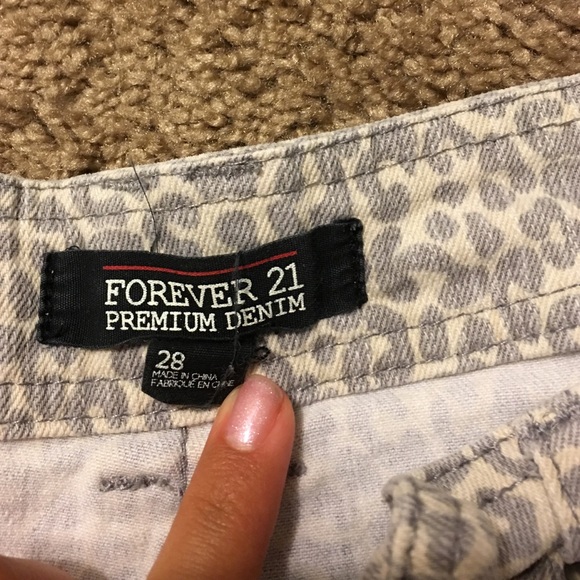 FOREVER 21
PREMIUM DENIM
28
MADE IN CHINA
FABRIQUÉ EN CHINE